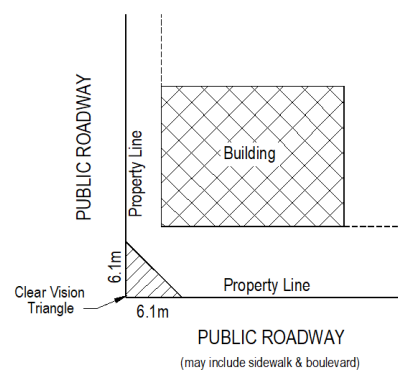 PUBLIC ROADWAY
Property Line
Building
6.1m
Clear Vision
Triangle
6.1m
Property Line
PUBLIC ROADWAY
(may include sidewalk & boulevard)